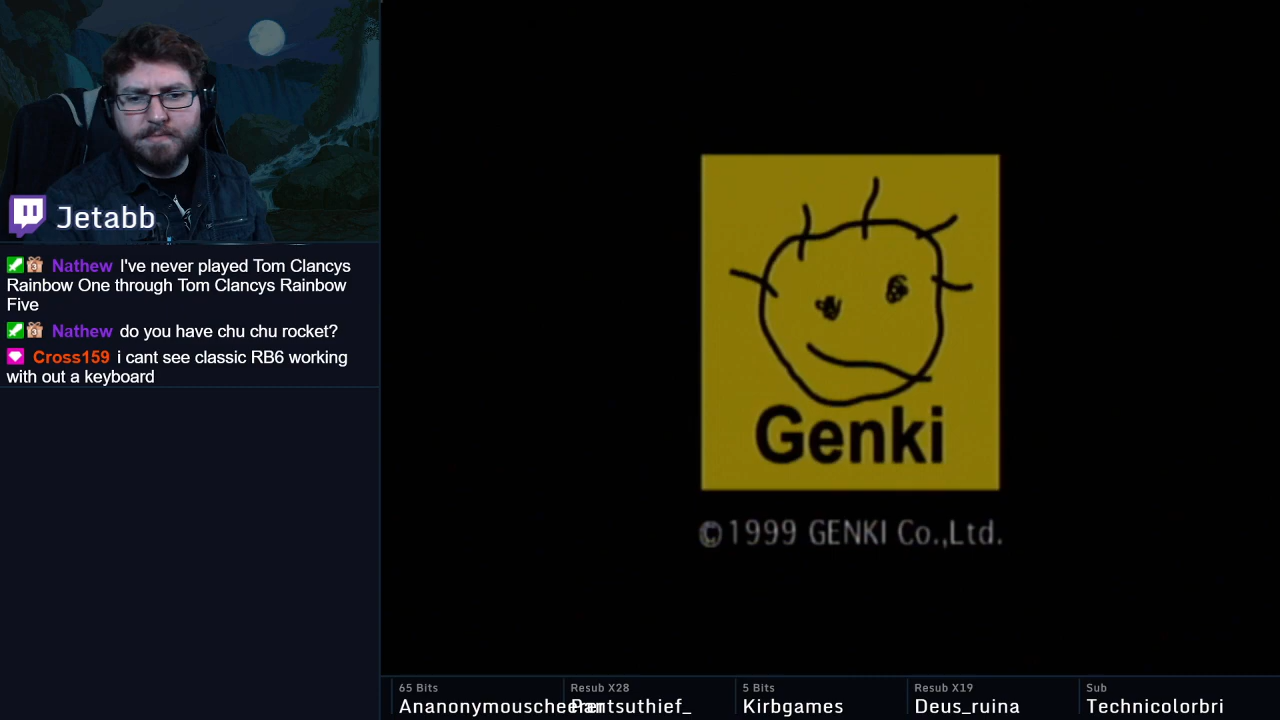 Jetabb
Nathew I've never played Tom Clancys
Rainbow One through Tom Clancys Rainbow
Five
Nathew do you have chu chu rocket?
Cross159 i cant see classic RB6 working
with out a keyboard
Genki
©1999 GENKI Co.,Ltd.
65 Bits
Resub X28
5 Bits
Resub X19
Sub
Kirbgames
Deus_ruina
Technicolorbri